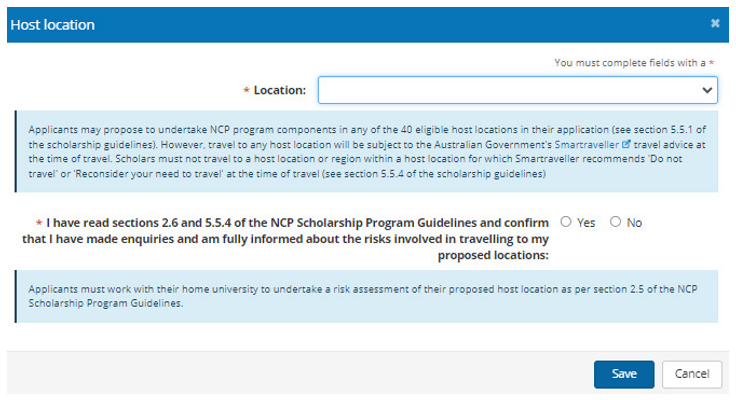 Host location
You must complete fields with a *
* Location:
Applicants may propose to undertake NCP program components in any of the 40 eligible host locations in their application (see section 5.5.1 of
the scholarship guidelines). However, travel to any host location will be subject to the Australian Government's Smartraveller travel advice at
the time of travel. Scholars must not travel to a host location or region within a host location for which Smartraveller recommends 'Do not
travel' or 'Reconsider your need to travel' at the time of travel (see section 5.5.4 of the scholarship guidelines)
* I have read sections 2.6 and 5.5.4 of the NCP Scholarship Program Guidelines and confirm
that I have made enquiries and am fully informed about the risks involved in travelling to my
proposed locations:
Yes No
Applicants must work with their home university to undertake a risk assessment of their proposed host location as per section 2.5 of the NCP
Scholarship Program Guidelines.
Save Cancel